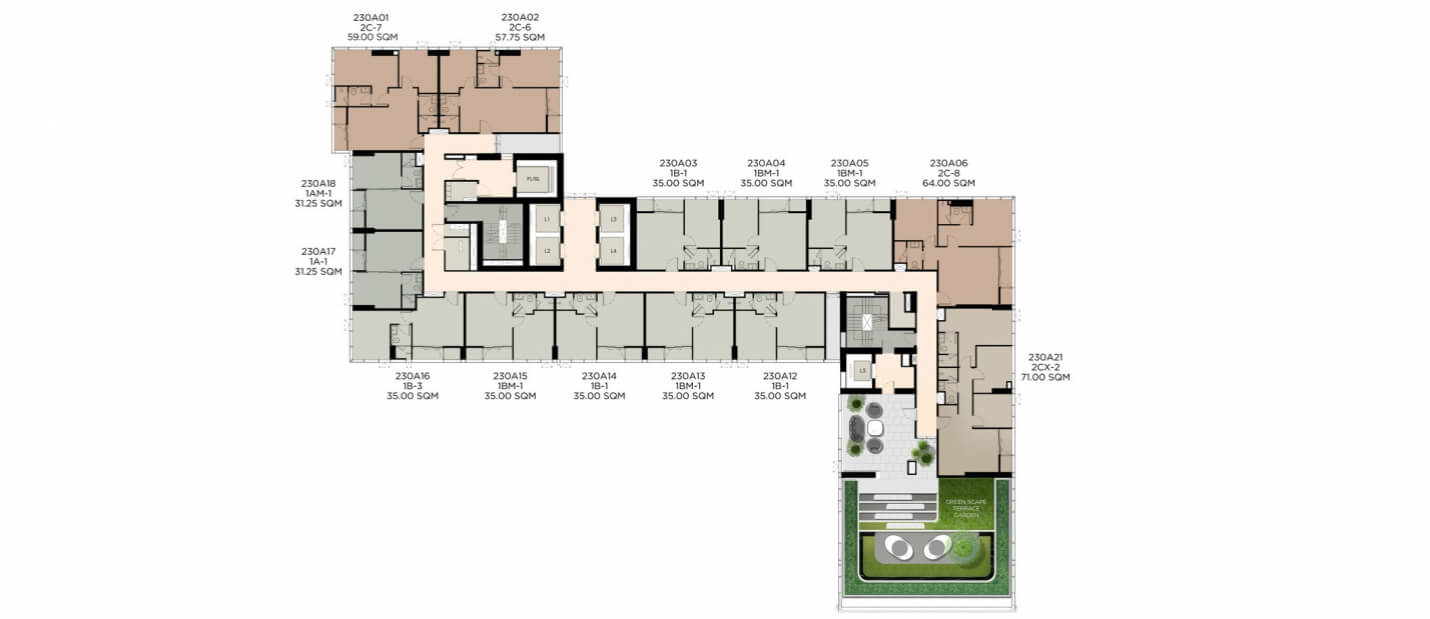 230A01
2C-7
59.00 SQM
230A02
2C-6
57.75 SQM
230A03
1B-1
35.00 SQM
230A04
1BM-1
35.00 SQM
230A05
1BM-1
35.00 SQM
230A06
2C-8
64.00 SQM
230A18
1AM-1
31.25 SQM
FL/SL
L1
L3
L2
L4
230A17
1A-1
31.25 SQM
230A21
2CX-2
71.00 SQM
L5
230A16
1B-3
35.00 SQM
230A15
1BM-1
35.00 SQM
230A14
1B-1
35.00 SQM
230A13
1BM-1
35.00 SQM
230A12
1B-1
35.00 SQM
GREEN SCAPE
TERRACE
GARDEN